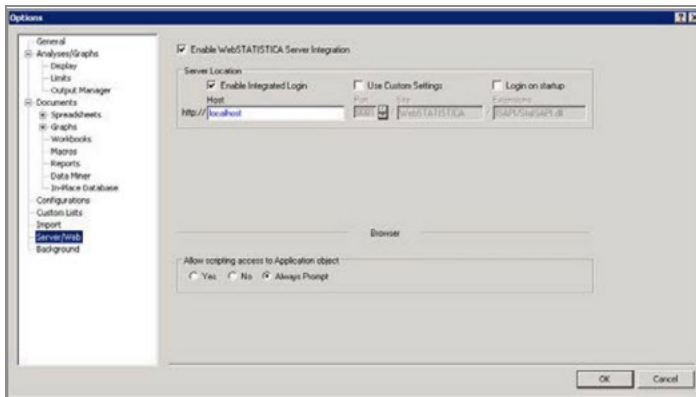 Options
General
Analyses/Graphs
Display
Limits
Output Manager
Documents
Spreadsheets
Graphs
Workbooks
Macros
Reports
Data Miner
In-Place Database
Configurations
Custom Lists
Import
Server/Web
Background
Enable WebSTATISTICA Server Integration
Server Location
Enable Integrated Login Use Custom Settings Login on startup
Host Port Extensions
http:// localhost / WebSTATISTICA /
Browser
Allow scripting access to Application object
Yes No Always Prompt
OK Cancel